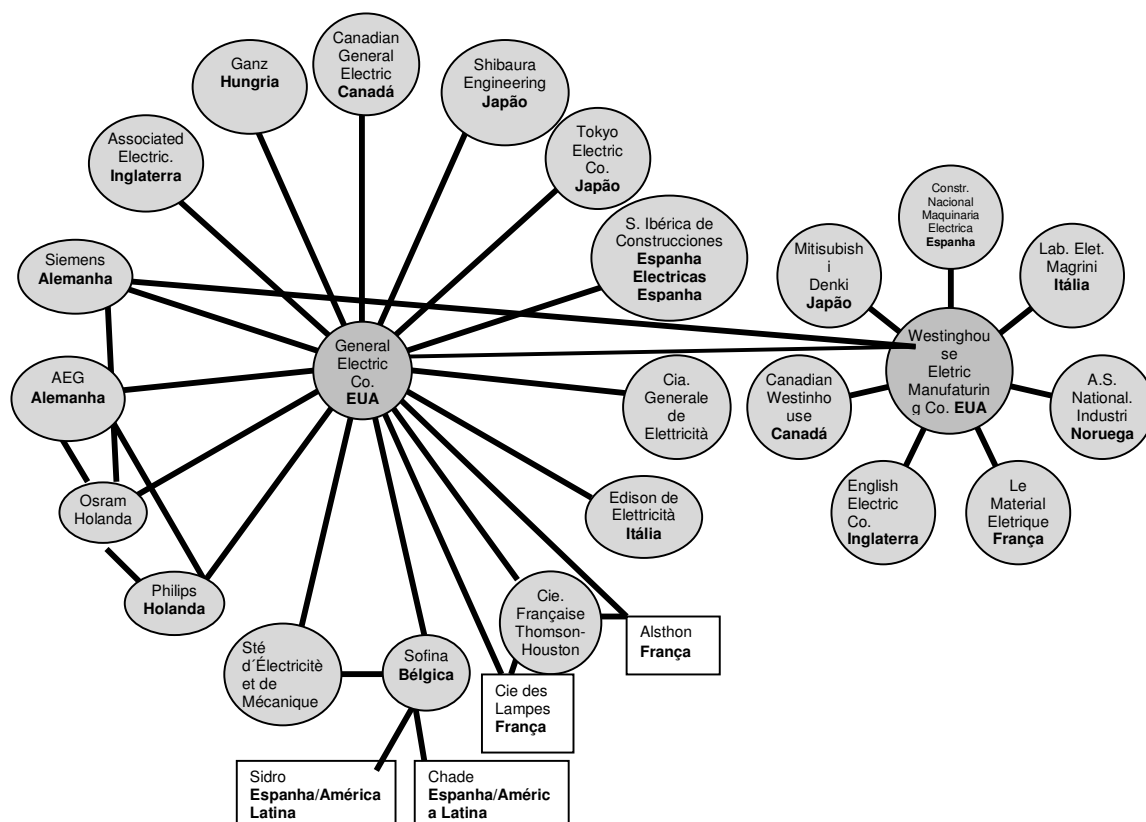 Canadian
General
Electric
Canadá
Ganz
Hungria
Shibaura
Engineering
Japão
Associated
Electric.
Inglaterra
Tokyo
Electric
Co.
Japão
S. Ibérica de
Construcciones
Espanha
Electricas
Espanha
Siemens
Alemanha
General
Electric
Co.
EUA
AEG
Alemanha
Cia.
Generale
de
Elettricità
Osram
Holanda
Edison de
Elettricità
Itália
Philips
Holanda
Cie.
Française
Thomson-
Houston
Alsthon
França
Sté
d´Électricitè
et de
Mécanique
Sofina
Bélgica
Cie des
Lampes
França
Sidro
Espanha/América
Latina
Chade
Espanha/Améric
a Latina
Constr.
Nacional
Maquinaria
Electrica
Espanha
Mitisubish
i
Denki
Japão
Lab. Elet.
Magrini
Itália
Westinghou
se
Eletric
Manufaturin
g Co. EUA
Canadian
Westinho
use
Canadá
A.S.
National.
Industri
Noruega
English
Electric
Co.
Inglaterra
Le
Material
Eletrique
França